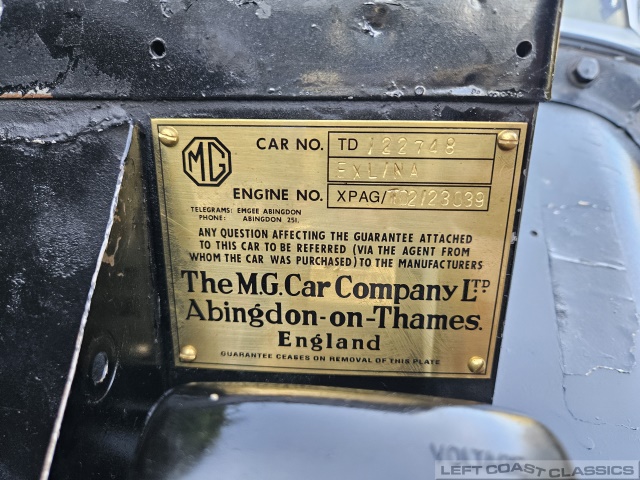 MG
CAR NO. TD /22748
EXL/NA
ENGINE NO. XPAG/TD2/23039
TELEGRAMS: EMGEE ABINGDON
PHONE: ABINGDON 251.
ANY QUESTION AFFECTING THE GUARANTEE ATTACHED
TO THIS CAR TO BE REFERRED (VIA THE AGENT FROM
WHOM THE CAR WAS PURCHASED) TO THE MANUFACTURERS
The M.G. Car Company LTD
Abingdon-on-Thames.
England
GUARANTEE CEASES ON REMOVAL OF THIS PLATE
VOLTAGE
LEFT COAST CLASSICS